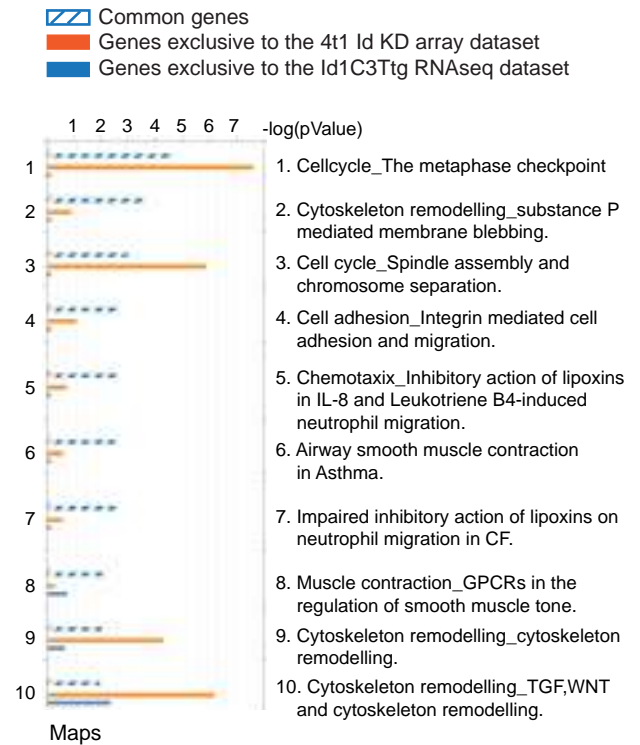 Common genes
Genes exclusive to the 4t1 Id KD array dataset
Genes exclusive to the Id1C3Ttg RNAseq dataset
1 2 3 4 5 6 7 -log(pValue)
1
1. Cellcycle_The metaphase checkpoint
2
2. Cytoskeleton remodelling_substance P
mediated membrane blebbing.
3
3. Cell cycle_Spindle assembly and
chromosome separation.
4
4. Cell adhesion_Integrin mediated cell
adhesion and migration.
5
5. Chemotaxix_Inhibitory action of lipoxins
in IL-8 and Leukotriene B4-induced
neutrophil migration.
6
6. Airway smooth muscle contraction
in Asthma.
7
7. Impaired inhibitory action of lipoxins on
neutrophil migration in CF.
8
8. Muscle contraction_GPCRs in the
regulation of smooth muscle tone.
9
9. Cytoskeleton remodelling_cytoskeleton
remodelling.
10
10. Cytoskeleton remodelling_TGF,WNT
and cytoskeleton remodelling.
Maps